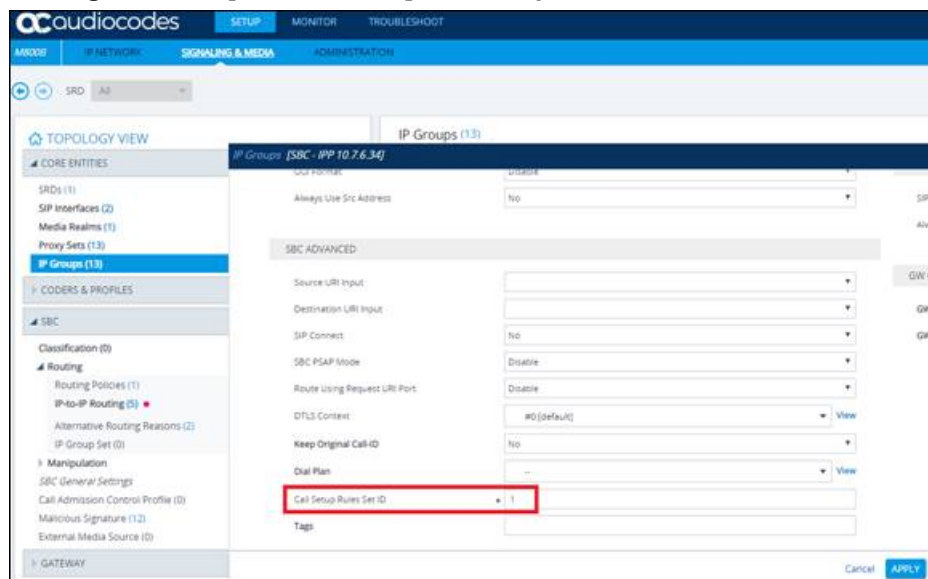 audiocodes
SETUP MONITOR TROUBLESHOOT
M800B IP NETWORK SIGNALING & MEDIA ADMINISTRATION
SRD All
TOPOLOGY VIEW
IP Groups (13)
CORE ENTITIES
SRDs (1)
SIP Interfaces (2)
Media Realms (1)
Proxy Sets (13)
IP Groups (13)
CODERS & PROFILES
SBC
Classification (0)
Routing
Routing Policies (1)
IP-to-IP Routing (5)
Alternative Routing Reasons (2)
IP Group Set (0)
Manipulation
SBC General Settings
Call Admission Control Profile (0)
Malicious Signature (12)
External Media Source (0)
GATEWAY
IP Groups [SBC - IPP 10.7.6.34]
Always Use Src Address No
SBC ADVANCED
Source URI Input
Destination URI Input
SIP Connect No
SBC PSAP Mode Disable
Route Using Request URI Port Disable
DTLS Context #0 [default] View
Keep Original Call-ID No
Dial Plan -- View
Call Setup Rules Set ID 1
Tags
SIP
GW
Cancel APPLY